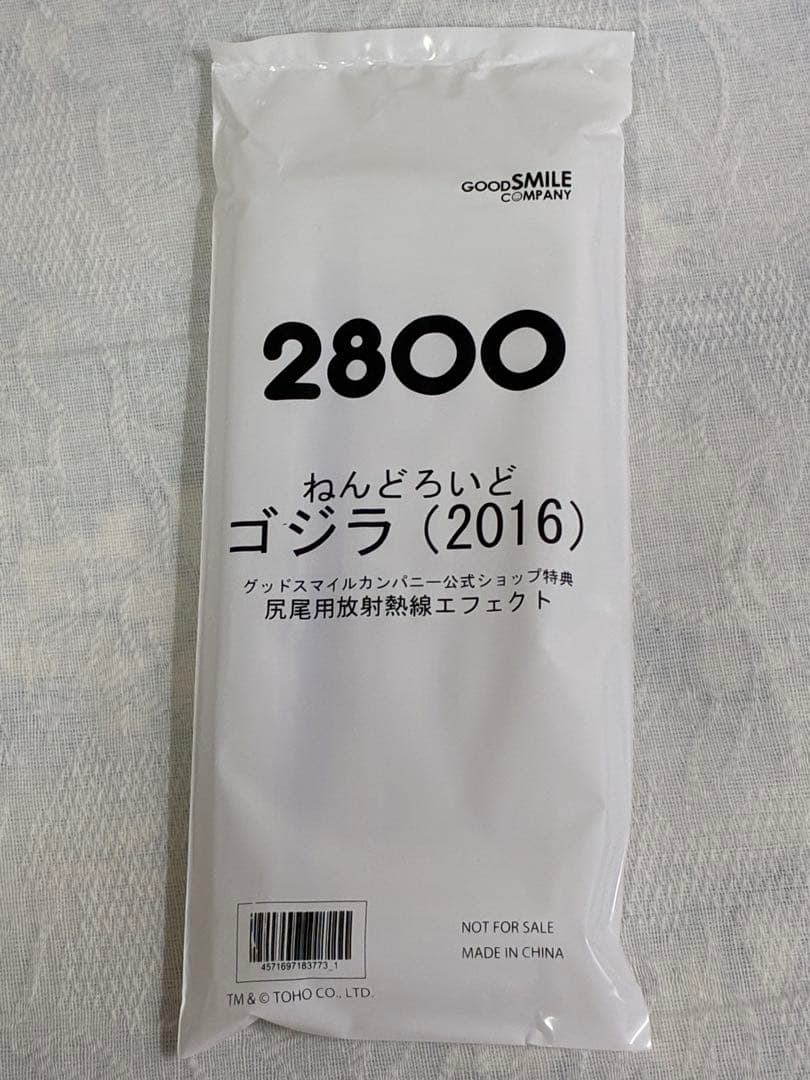 GOODSMILE
COMPANY
2800
ねんどろいど
ゴジラ（2016）
グッドスマイルカンパニー公式ショップ特典
尻尾用放射熱線エフェクト
4571697183773_1
NOT FOR SALE
MADE IN CHINA
TM & © TOHO CO., LTD.